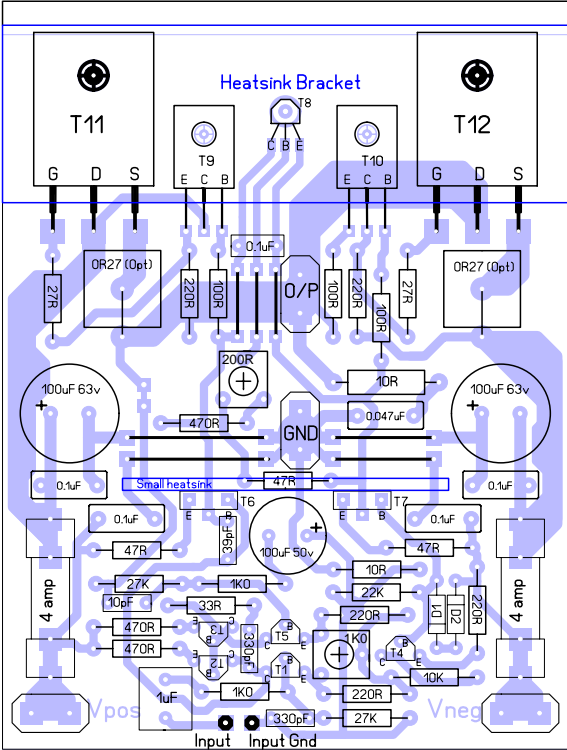 Heatsink Bracket
T8
T11
T12
T9
T10
C B E
E C B
E C B
G D S
G D S
0.1uF
0R27 (Opt)
0R27 (Opt)
27R
220R
100R
O/P
100R
220R
100R
27R
200R
10R
100uF 63v
100uF 63v
+
+
0.047uF
470R
GND
47R
Small heatsink
0.1uF
0.1uF
T6
T7
E B
E B
0.1uF
39pF
+
100uF 50v
0.1uF
47R
47R
10R
27K
1K0
22K
4 amp
4 amp
10pF
33R
220R
D1
D2
220R
470R
E
T3
B
C
330pF
T5
B
1K0
B
T4
C
E
470R
C
T2
B
E
T1
B
C
E
10K
1uF
1K0
220R
Vpos
Vneg
330pF
27K
Input
Input Gnd